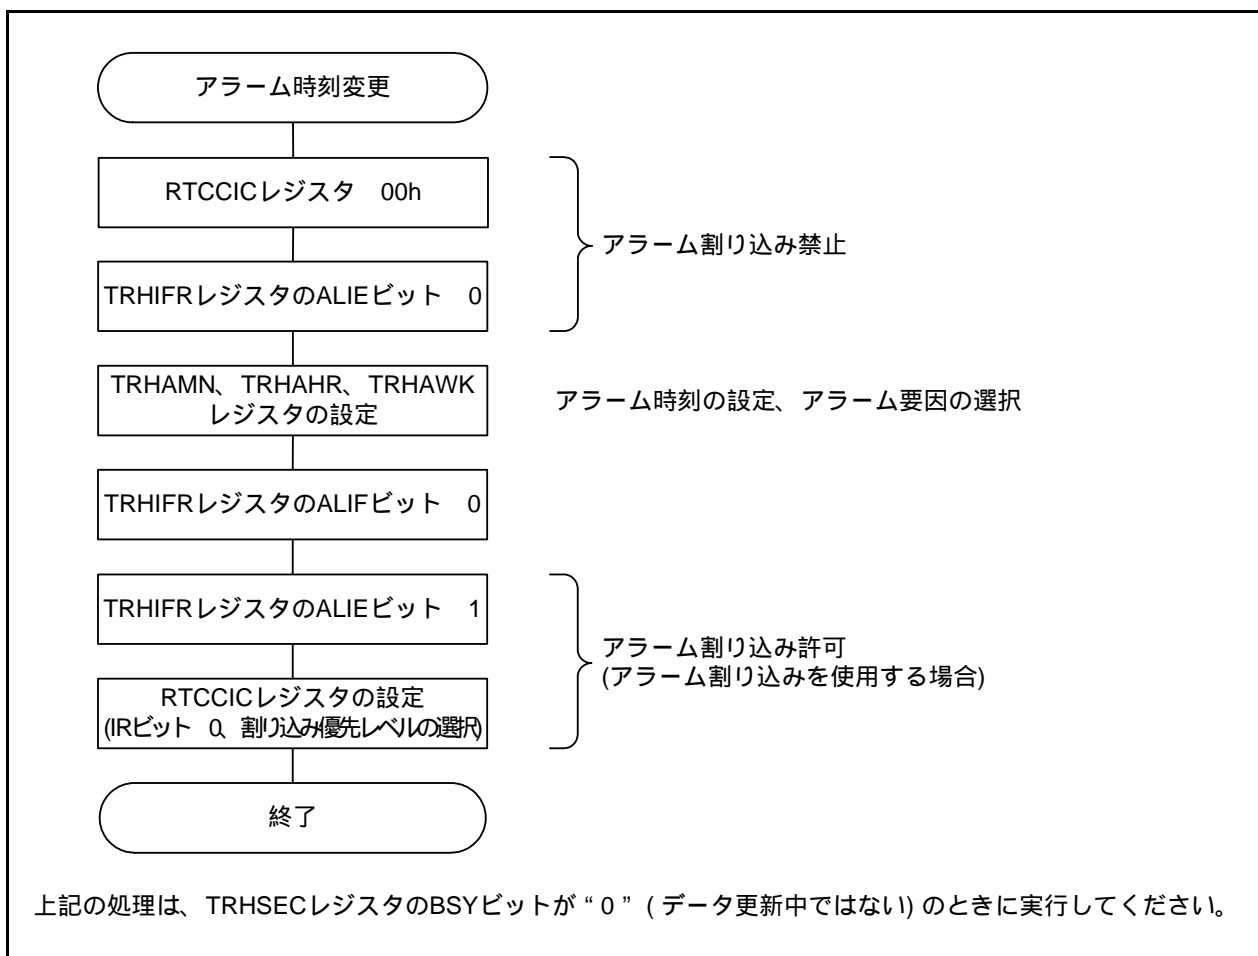 アラーム時刻変更
RTCCICレジスタ　00h
TRHIFRレジスタのALIEビット　0
アラーム割り込み禁止
TRHAMN、TRHAHR、TRHAWK
レジスタの設定
アラーム時刻の設定、アラーム要因の選択
TRHIFRレジスタのALIFビット　0
TRHIFRレジスタのALIEビット　1
RTCCICレジスタの設定
(IRビット　0、割り込み優先レベルの選択)
アラーム割り込み許可
(アラーム割り込みを使用する場合)
終了
上記の処理は、TRHSECレジスタのBSYビットが“0”(データ更新中ではない)のときに実行してください。